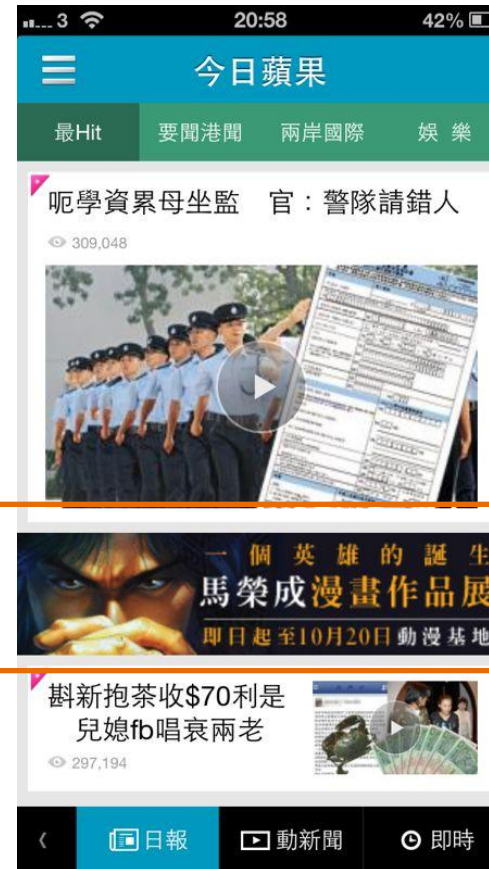 3 20:58 42%
今日蘋果
最Hit 要聞港聞 兩岸國際 娛 樂
呃學資累母坐監 官：警隊請錯人
309,048
一個英雄的誕生
馬榮成漫畫作品展
即日起至10月20日動漫基地
斟新抱茶收$70利是
兒媳fb唱衰兩老
297,194
日報 動新聞 即時